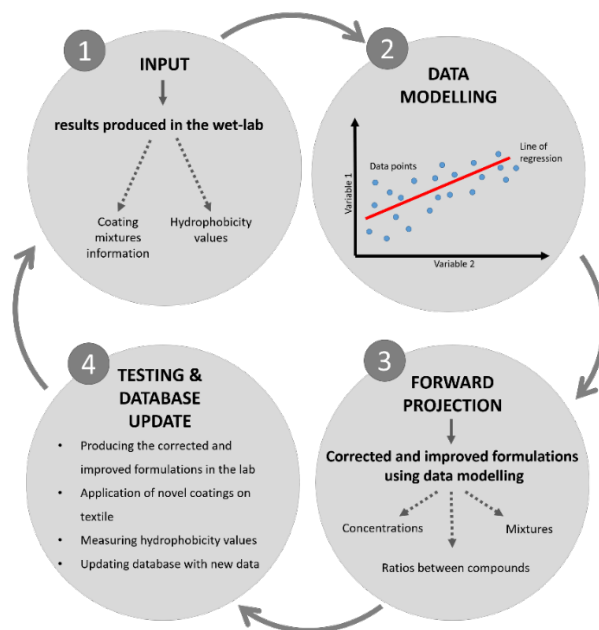 1
INPUT
results produced in the wet-lab
Coating
mixtures
information
Hydrophobicity
values
2
DATA
MODELLING
Variable 1
Data points
Line of
regression
Variable 2
3
FORWARD
PROJECTION
Corrected and improved formulations
using data modelling
Concentrations
Mixtures
Ratios between compounds
4
TESTING &
DATABASE
UPDATE
• Producing the corrected and
improved formulations in the lab
• Application of novel coatings on
textile
• Measuring hydrophobicity values
• Updating database with new data